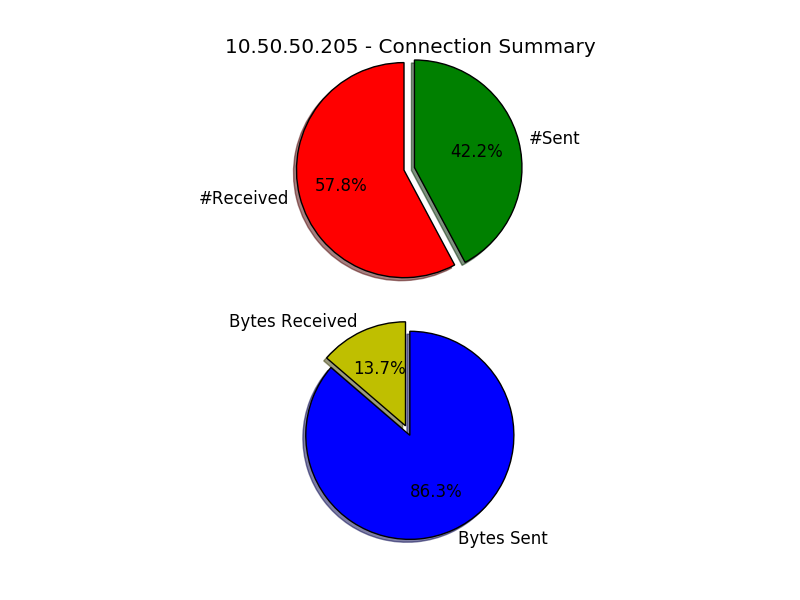 10.50.50.205 - Connection Summary
#Sent
42.2%
57.8%
#Received
Bytes Received
13.7%
86.3%
Bytes Sent